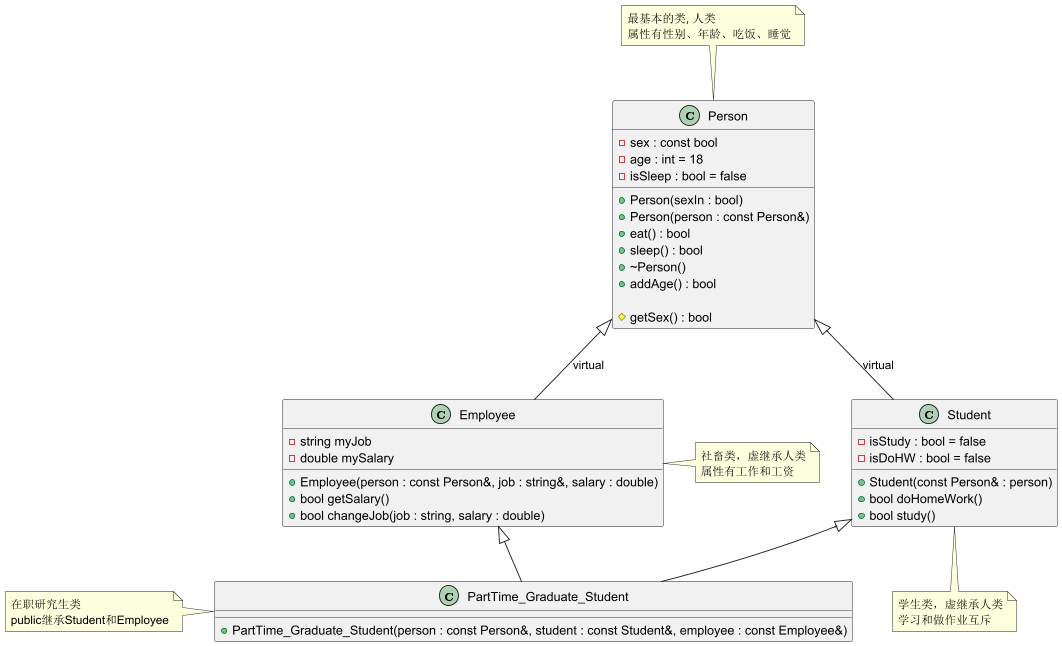 最基本的类, 人类
属性有性别、年龄、吃饭、睡觉
C Person
sex : const bool
age : int = 18
isSleep : bool = false
Person(sexIn : bool)
Person(person : const Person&)
eat() : bool
sleep() : bool
~Person()
addAge() : bool
getSex() : bool
virtual
virtual
C Employee
string myJob
double mySalary
Employee(person : const Person&, job : string&, salary : double)
bool getSalary()
bool changeJob(job : string, salary : double)
社畜类，虚继承人类
属性有工作和工资
C Student
isStudy : bool = false
isDoHW : bool = false
Student(const Person& : person)
bool doHomeWork()
bool study()
在职研究生类
public继承Student和Employee
C PartTime_Graduate_Student
PartTime_Graduate_Student(person : const Person&, student : const Student&, employee : const Employee&)
学生类，虚继承人类
学习和做作业互斥